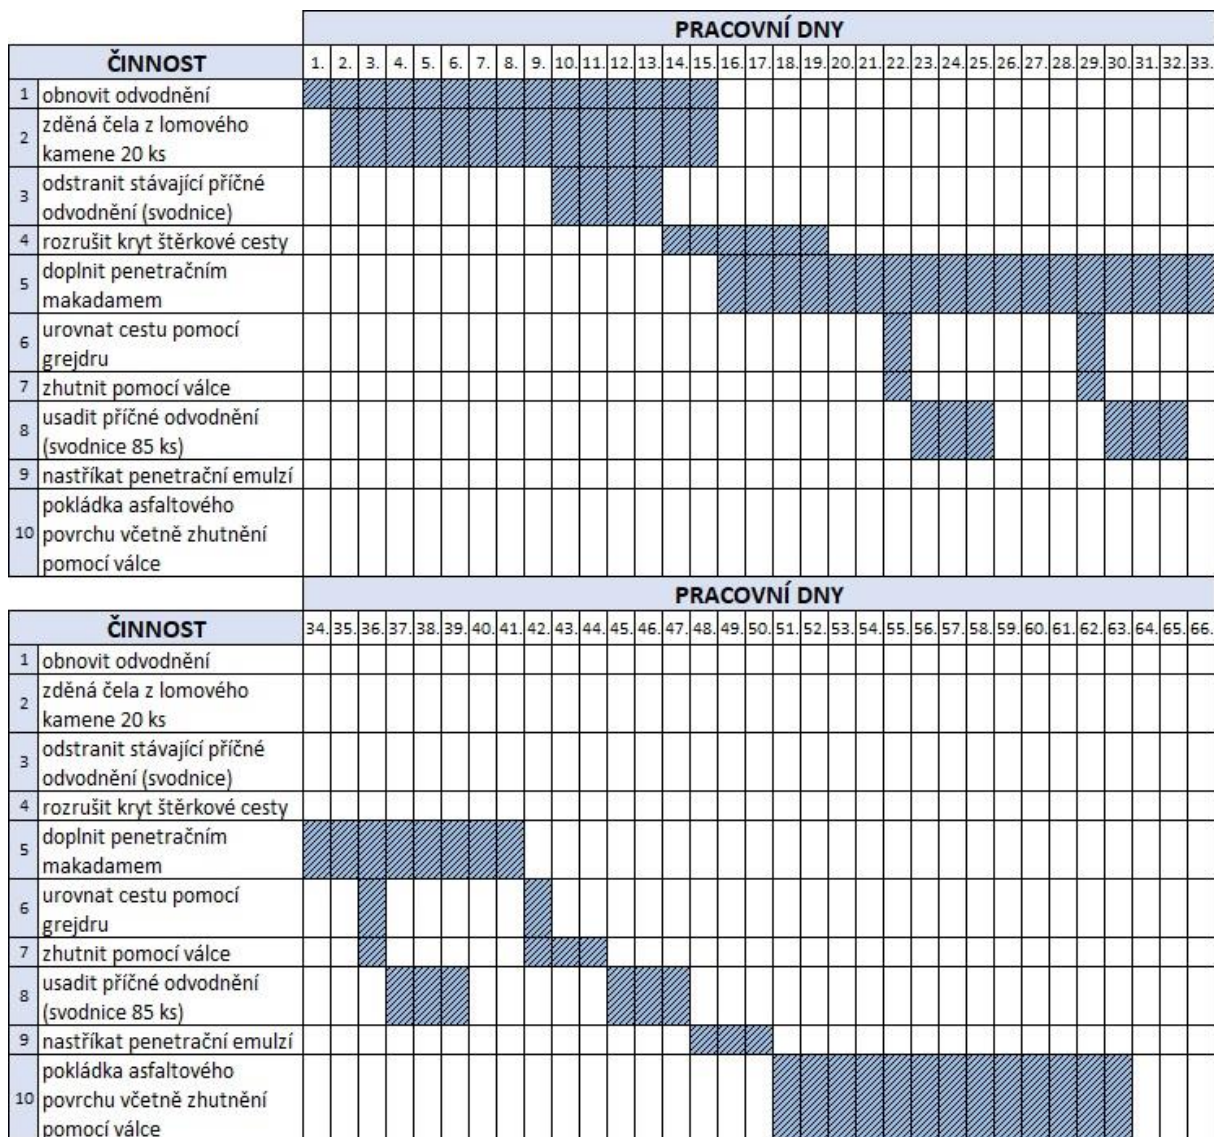 PRACOVNÍ DNY
ČINNOST 1. 2. 3. 4. 5. 6. 7. 8. 9. 10. 11. 12. 13. 14. 15. 16. 17. 18. 19. 20. 21. 22. 23. 24. 25. 26. 27. 28. 29. 30. 31. 32. 33.
1 obnovit odvodnění
2 zděná čela z lomového
kamene 20 ks
3 odstranit stávající příčné
odvodnění (svodnice)
4 rozrušit kryt štěrkové cesty
5 doplnit penetračním
makadamem
6 urovnat cestu pomocí
grejdru
7 zhutnit pomocí válce
8 usadit příčné odvodnění
(svodnice 85 ks)
9 nastříkat penetrační emulzí
pokládka asfaltového
10 povrchu včetně zhutnění
pomocí válce
PRACOVNÍ DNY
ČINNOST 34. 35. 36. 37. 38. 39. 40. 41. 42. 43. 44. 45. 46. 47. 48. 49. 50. 51. 52. 53. 54. 55. 56. 57. 58. 59. 60. 61. 62. 63. 64. 65. 66.
1 obnovit odvodnění
2 zděná čela z lomového
kamene 20 ks
3 odstranit stávající příčné
odvodnění (svodnice)
4 rozrušit kryt štěrkové cesty
5 doplnit penetračním
makadamem
6 urovnat cestu pomocí
grejdru
7 zhutnit pomocí válce
8 usadit příčné odvodnění
(svodnice 85 ks)
9 nastříkat penetrační emulzí
pokládka asfaltového
10 povrchu včetně zhutnění
pomocí válce